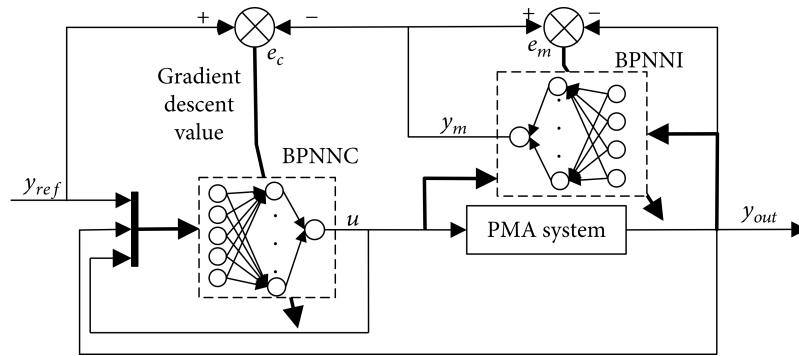 + − + −
e_c
e_m
BPNNI
Gradient
descent
value
y_m
BPNNC
y_ref
u
PMA system
y_out